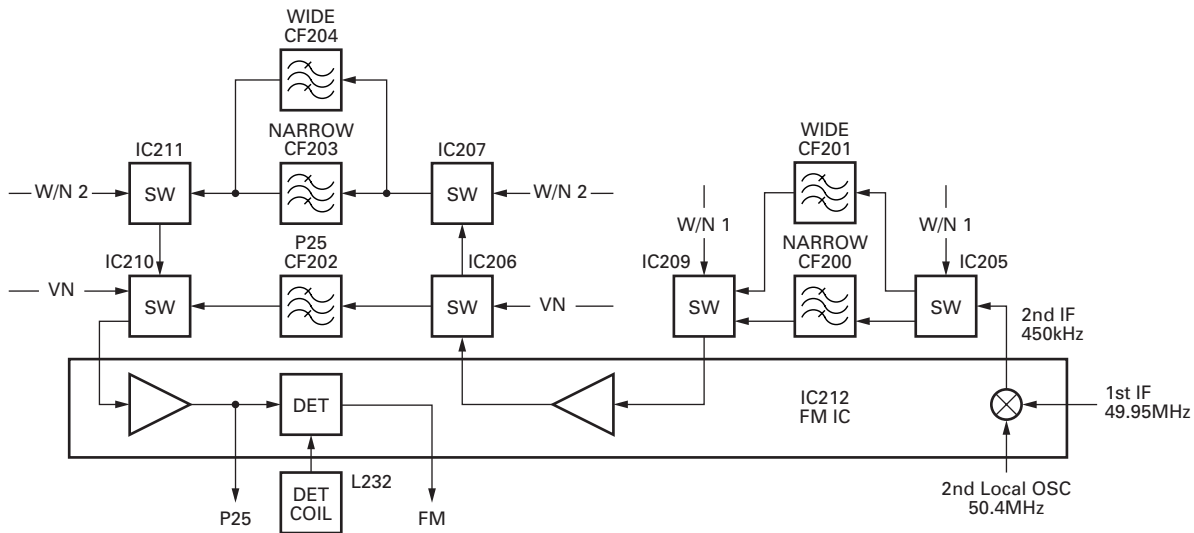 WIDE
CF204
NARROW
CF203
IC211
SW
W/N 2
IC207
SW
W/N 2
P25
CF202
IC210
SW
VN
IC206
SW
VN
WIDE
CF201
W/N 1
W/N 1
NARROW
CF200
IC209
SW
IC205
SW
2nd IF
450kHz
DET
IC212
FM IC
1st IF
49.95MHz
L232
DET
COIL
P25
FM
2nd Local OSC
50.4MHz